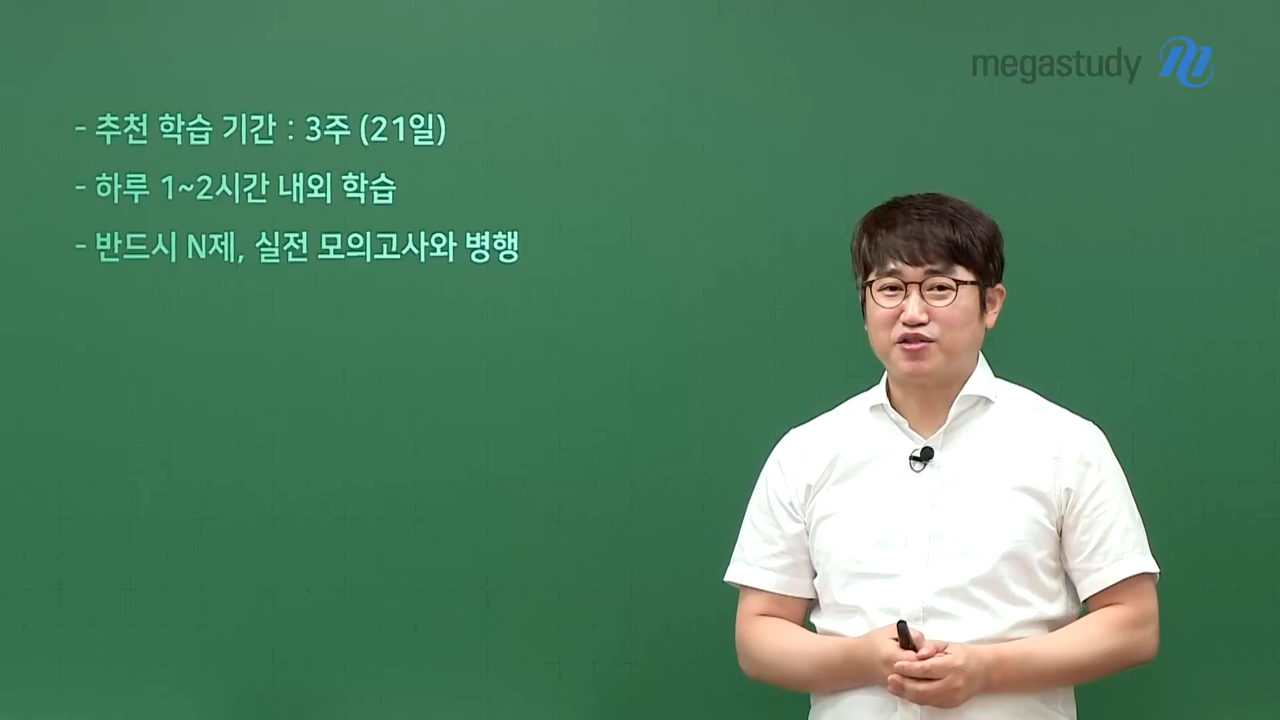 megastudy
- 추천 학습 기간 : 3주 (21일)
- 하루 1~2시간 내외 학습
- 반드시 N제, 실전 모의고사와 병행